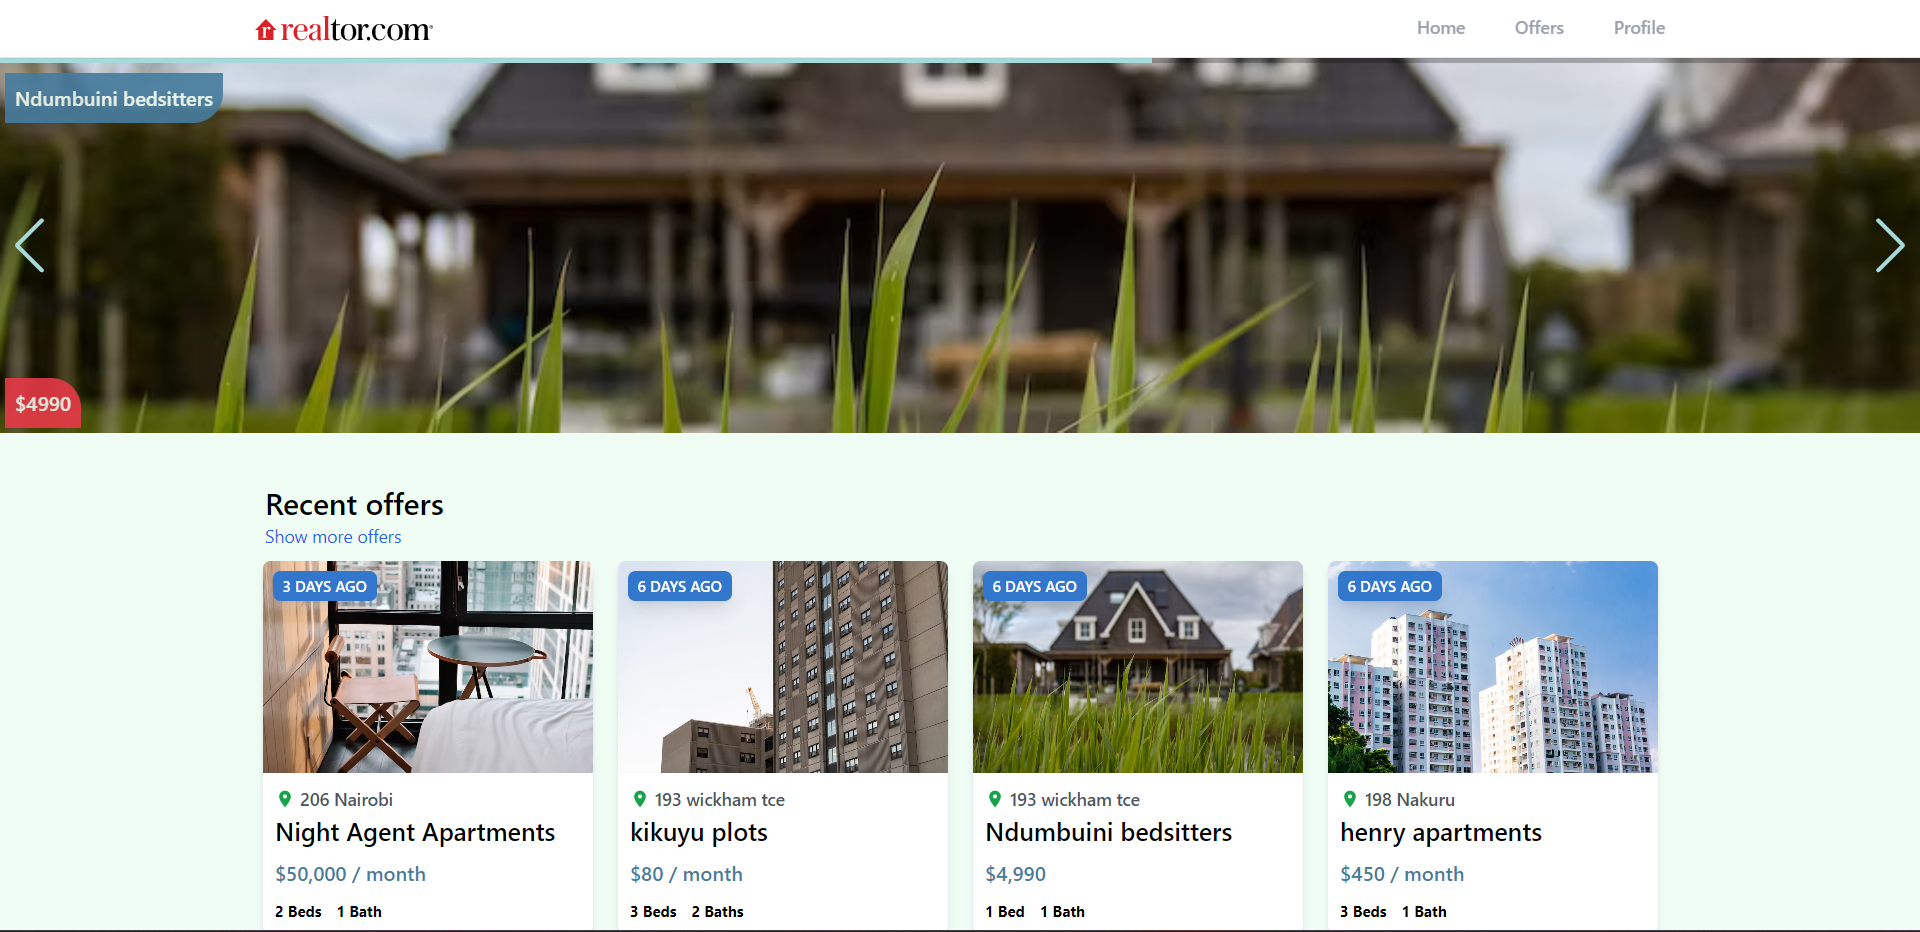 realtor.com®
Home Offers Profile
Ndumbuini bedsitters
$4990
Recent offers
Show more offers
3 DAYS AGO
206 Nairobi
Night Agent Apartments
$50,000 / month
2 Beds 1 Bath
6 DAYS AGO
193 wickham tce
kikuyu plots
$80 / month
3 Beds 2 Baths
6 DAYS AGO
193 wickham tce
Ndumbuini bedsitters
$4,990
1 Bed 1 Bath
6 DAYS AGO
198 Nakuru
henry apartments
$450 / month
3 Beds 1 Bath